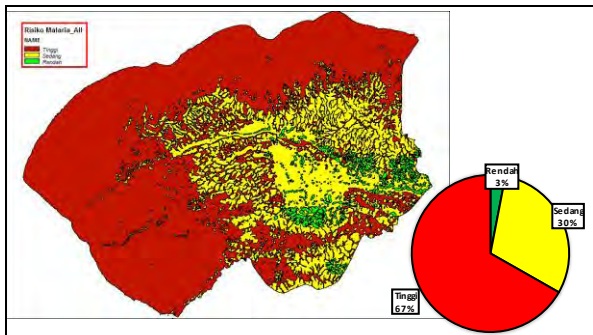 Risiko Malaria_All
NAME
Tinggi
Sedang
Rendah
Rendah
3%
Sedang
30%
Tinggi
67%